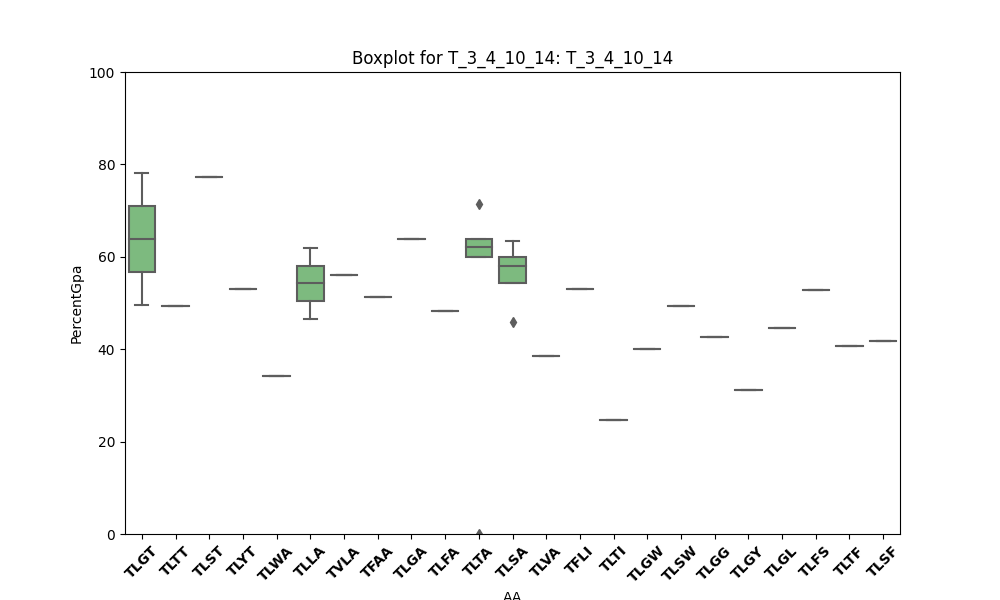 Boxplot for T_3_4_10_14: T_3_4_10_14
100
80
60
40
20
0
PercentGpa
TLGT TLTT TLST TLYT TLWA TLLA TVLA TFAA TLGA TLFA TLTA TLSA TLVA TFLI TLTI TLGW TLSW TLGG TLGY TLGL TLFS TLTF TLSF
AA